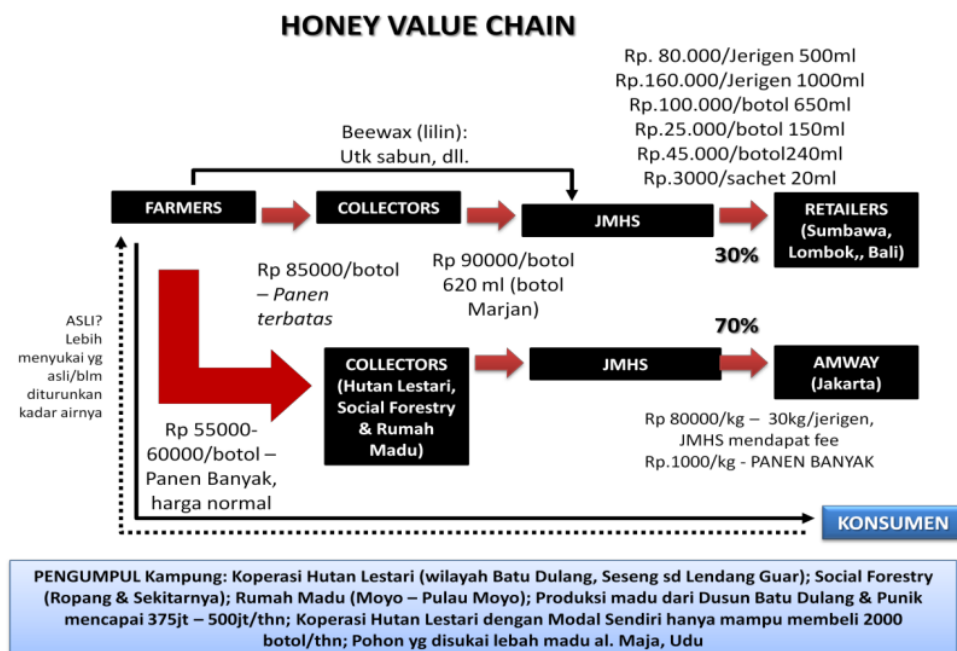 HONEY VALUE CHAIN
Rp. 80.000/Jerigen 500ml
Rp.160.000/Jerigen 1000ml
Rp.100.000/botol 650ml
Rp.25.000/botol 150ml
Rp.45.000/botol240ml
Rp.3000/sachet 20ml
Beewax (lilin):
Utk sabun, dll.
FARMERS
COLLECTORS
JMHS
RETAILERS
(Sumbawa,
Lombok,, Bali)
30%
Rp 85000/botol
– Panen
terbatas
Rp 90000/botol
620 ml (botol
Marjan)
ASLI?
Lebih
menyukai yg
asli/blm
diturunkan
kadar airnya
70%
COLLECTORS
(Hutan Lestari,
Social Forestry
& Rumah
Madu)
JMHS
AMWAY
(Jakarta)
Rp 55000-
60000/botol –
Panen Banyak,
harga normal
Rp 80000/kg – 30kg/jerigen,
JMHS mendapat fee
Rp.1000/kg - PANEN BANYAK
KONSUMEN
PENGUMPUL Kampung: Koperasi Hutan Lestari (wilayah Batu Dulang, Seseng sd Lendang Guar); Social Forestry
(Ropang & Sekitarnya); Rumah Madu (Moyo – Pulau Moyo); Produksi madu dari Dusun Batu Dulang & Punik
mencapai 375jt – 500jt/thn; Koperasi Hutan Lestari dengan Modal Sendiri hanya mampu membeli 2000
botol/thn; Pohon yg disukai lebah madu al. Maja, Udu